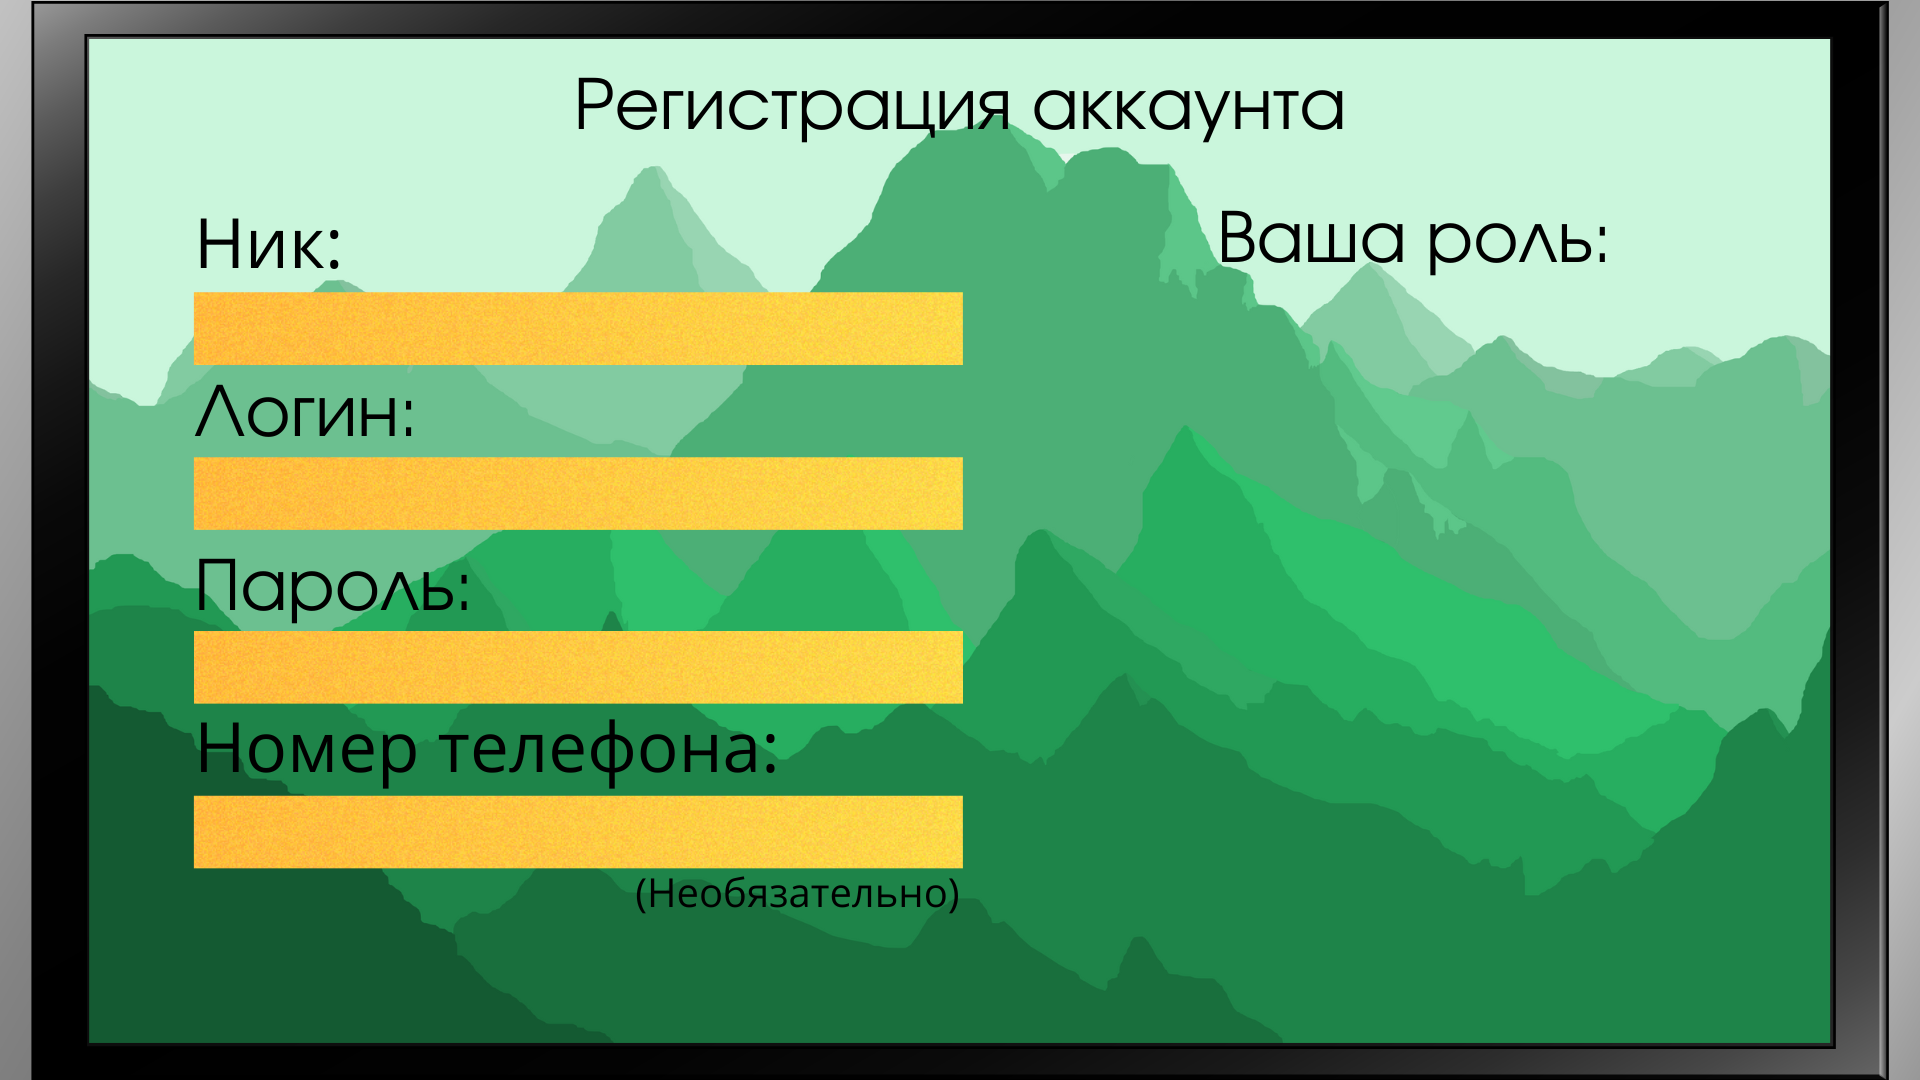 Регистрация аккаунта
Ник:
Ваша роль:
Логин:
Пароль:
Номер телефона:
(Необязательно)